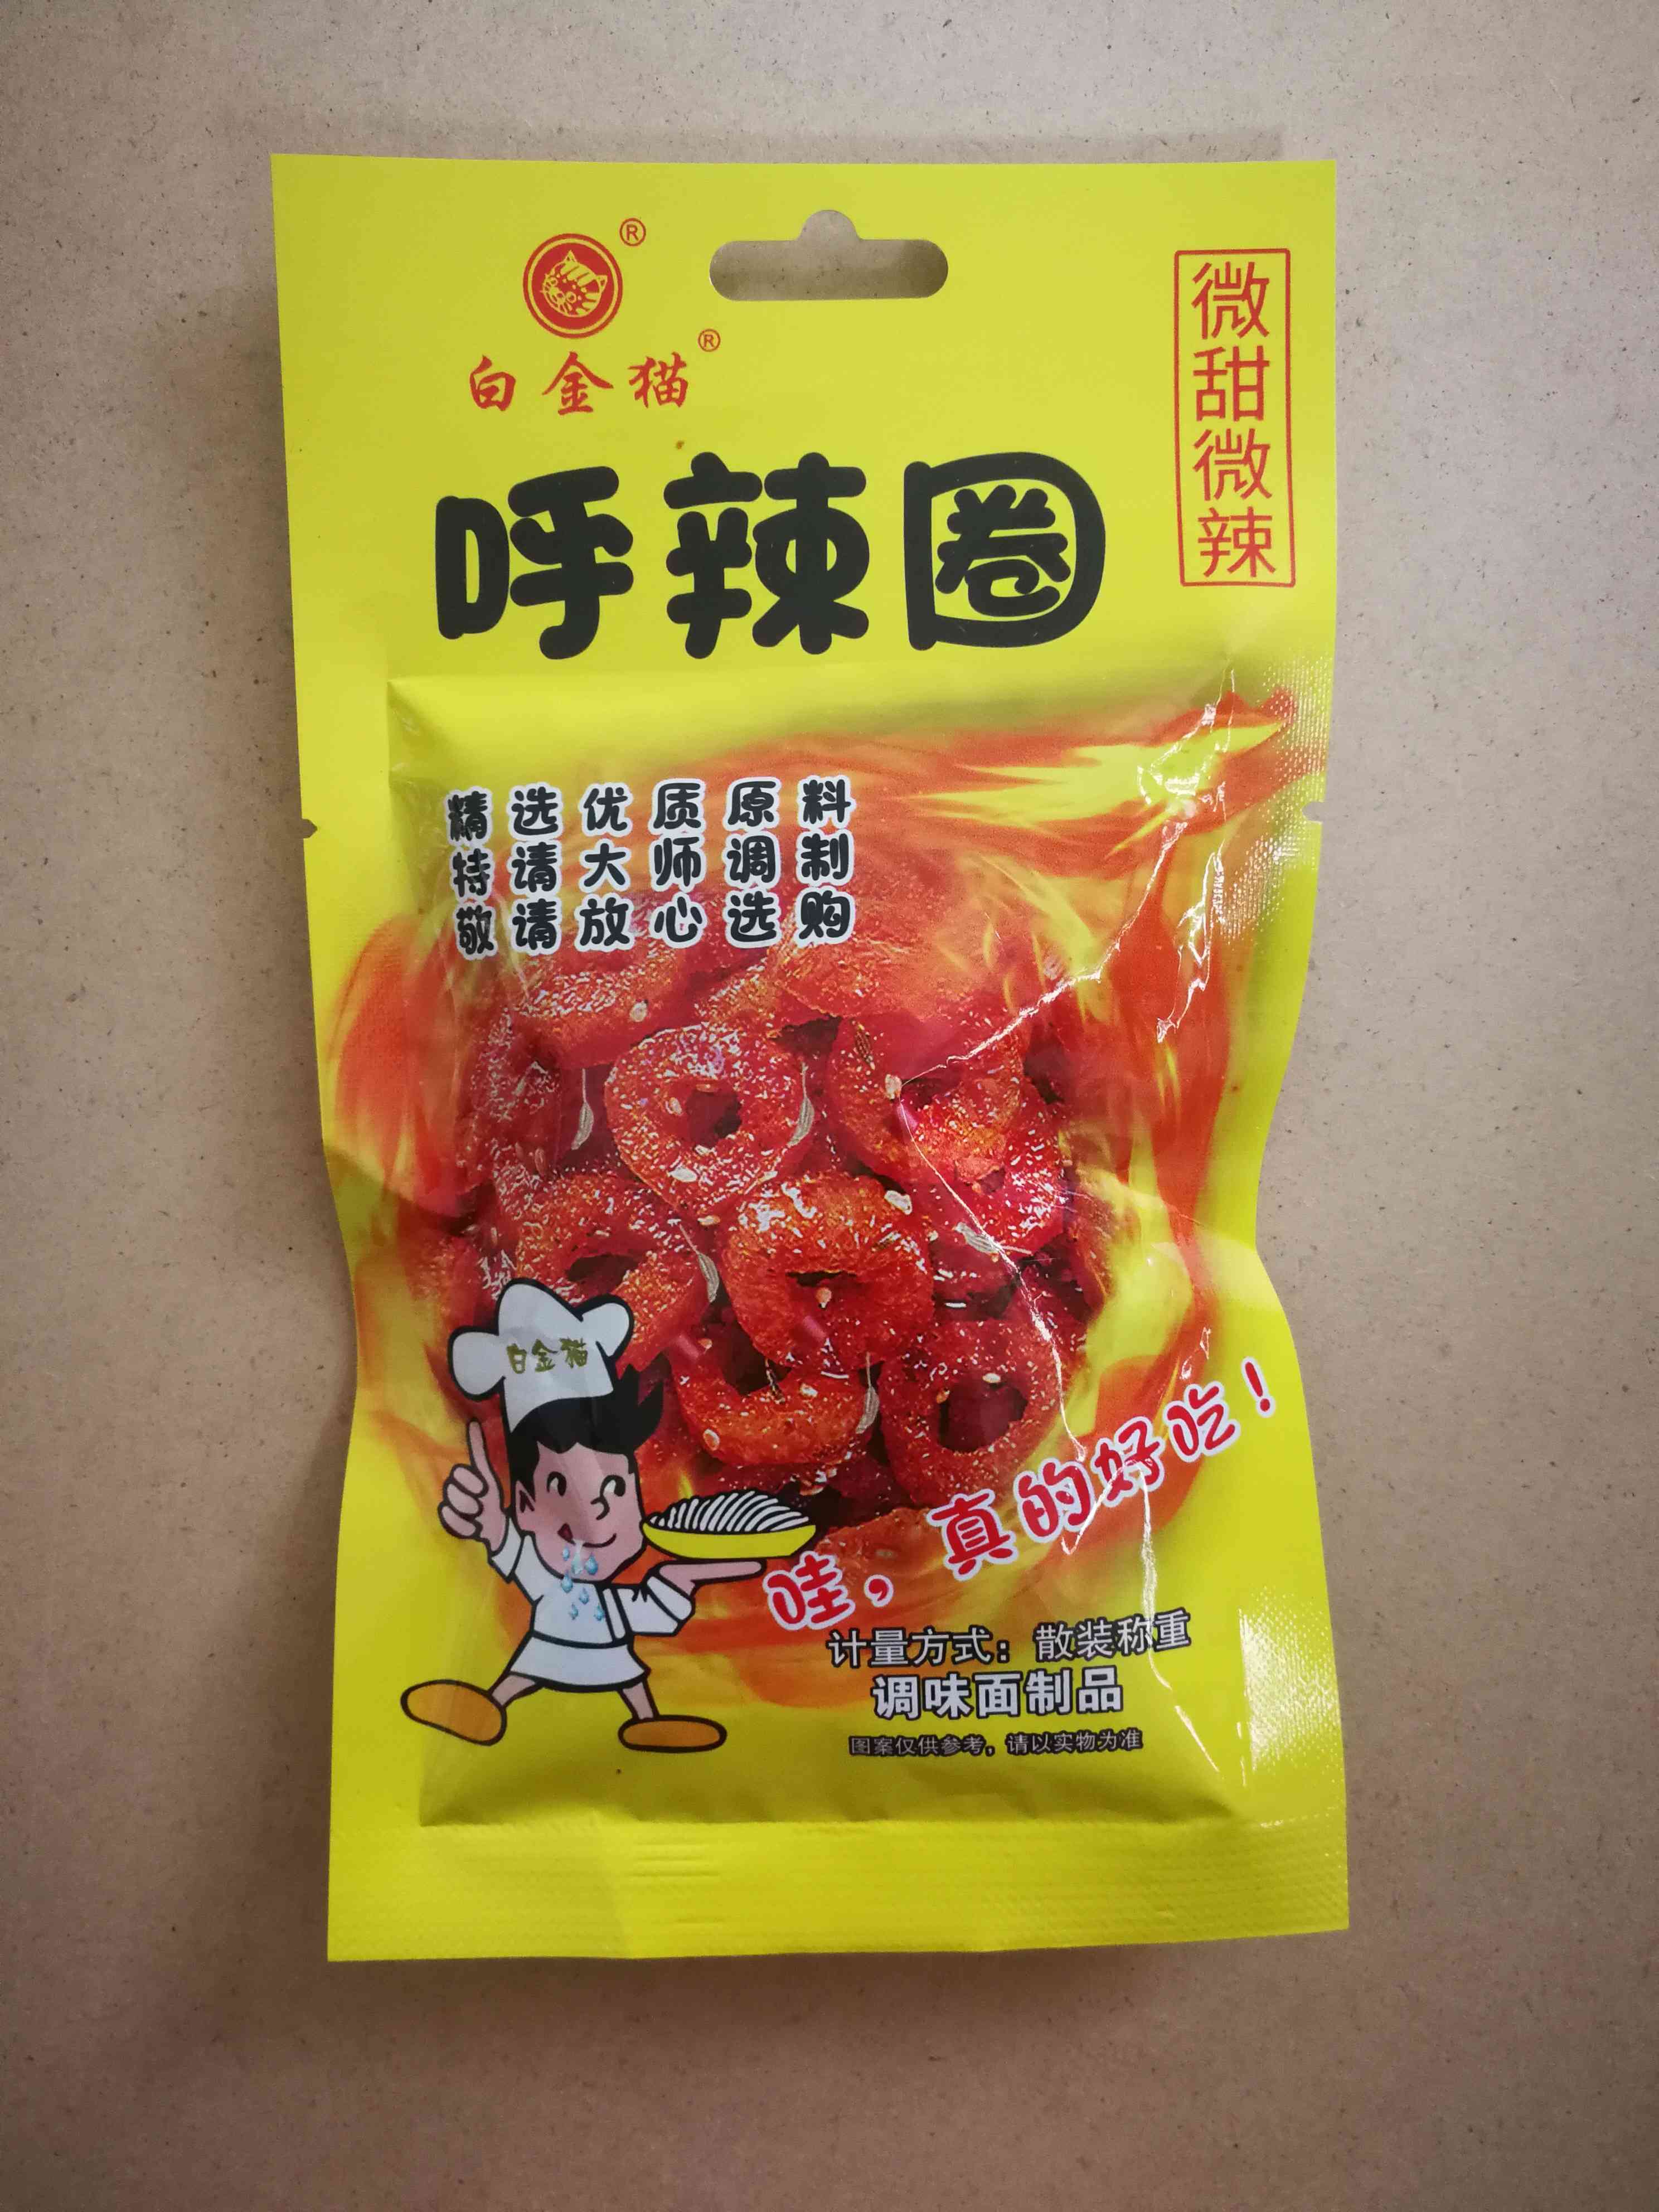 ®
白金猫®
微甜微辣
呼辣圈
精选优质原料
特请大师调制
敬请放心选购
白金猫
哇，真的好吃！
计量方式：散装称重
调味面制品
图案仅供参考，请以实物为准